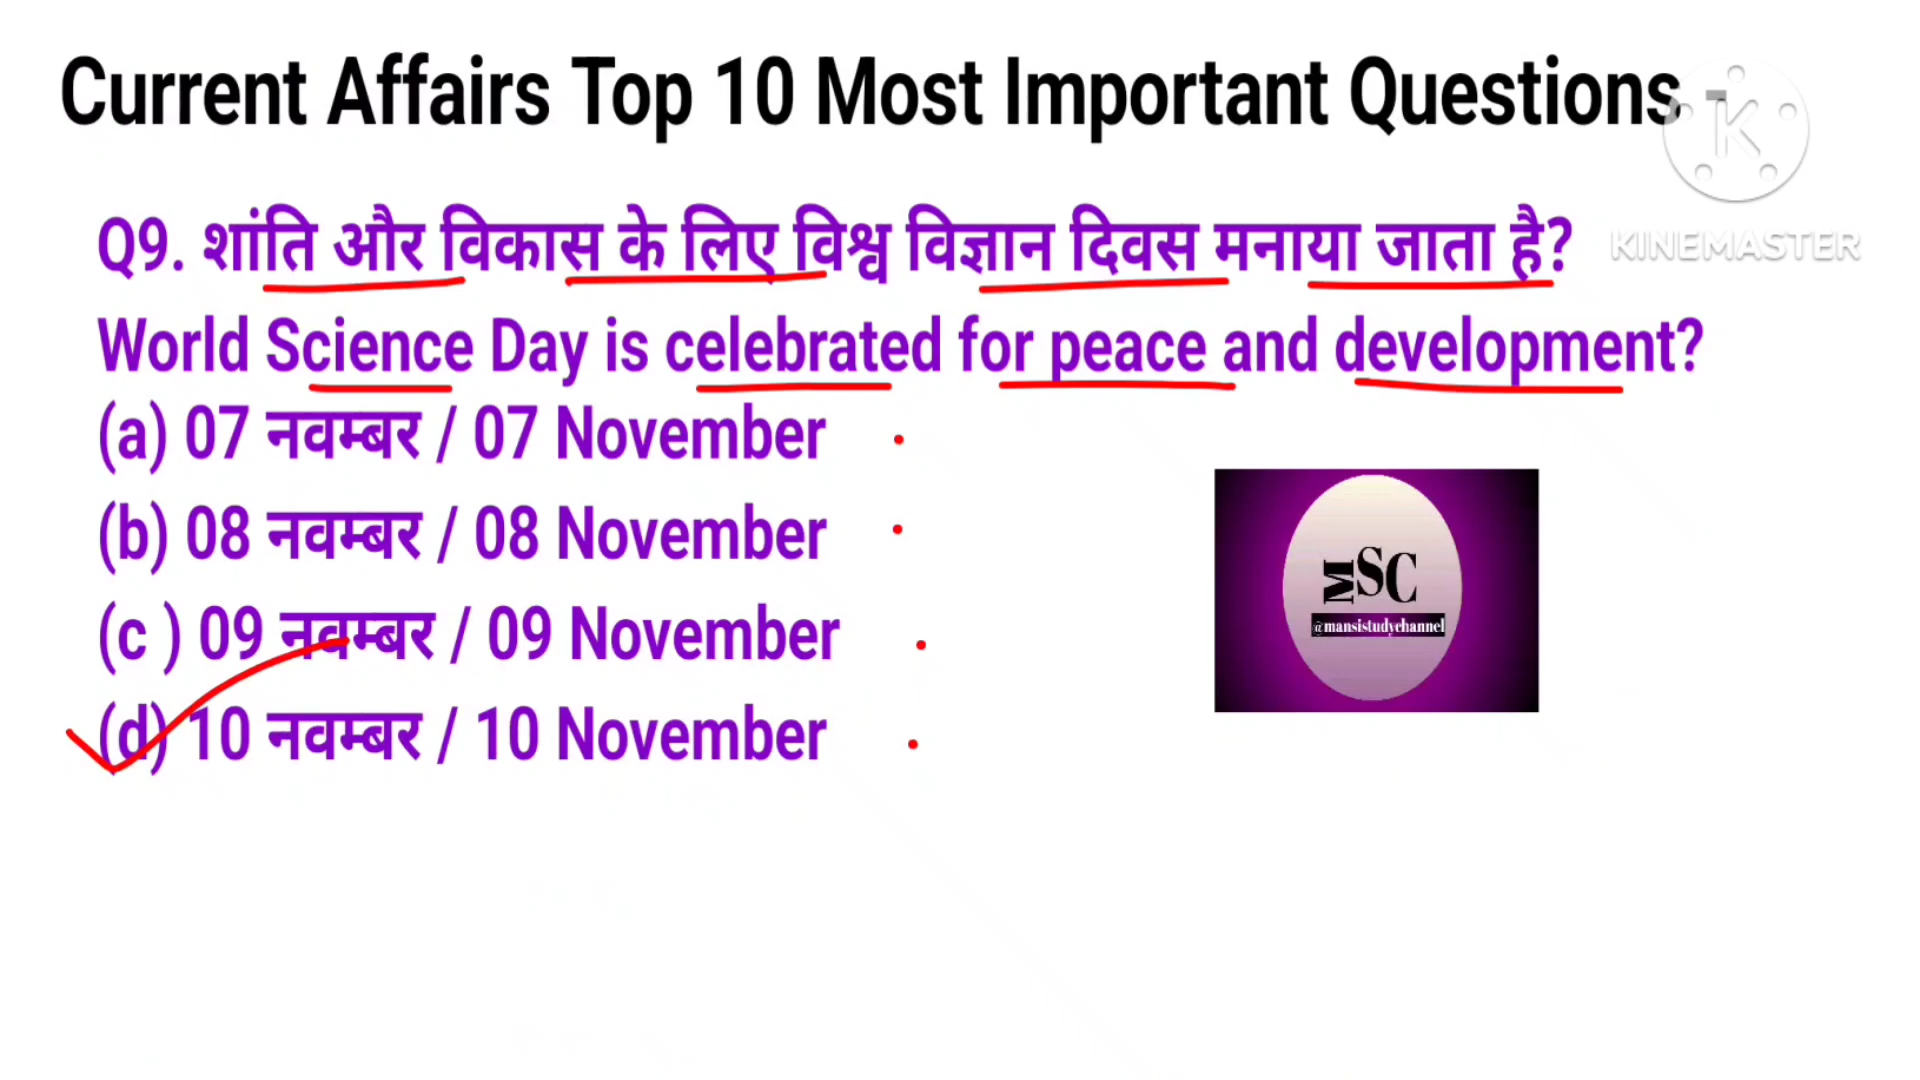 Current Affairs Top 10 Most Important Questions -
KINEMASTER
Q9. शांति और विकास के लिए विश्व विज्ञान दिवस मनाया जाता है?
World Science Day is celebrated for peace and development?
(a) 07 नवम्बर / 07 November
(b) 08 नवम्बर / 08 November
(c ) 09 नवम्बर / 09 November
(d) 10 नवम्बर / 10 November
MSC
@mansistudychannel